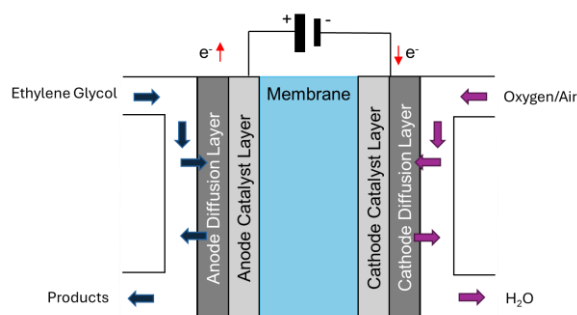 + -
e⁻ e⁻
Ethylene Glycol
Membrane
Oxygen/Air
Anode Diffusion Layer
Anode Catalyst Layer
Cathode Catalyst Layer
Cathode Diffusion Layer
Products
H₂O